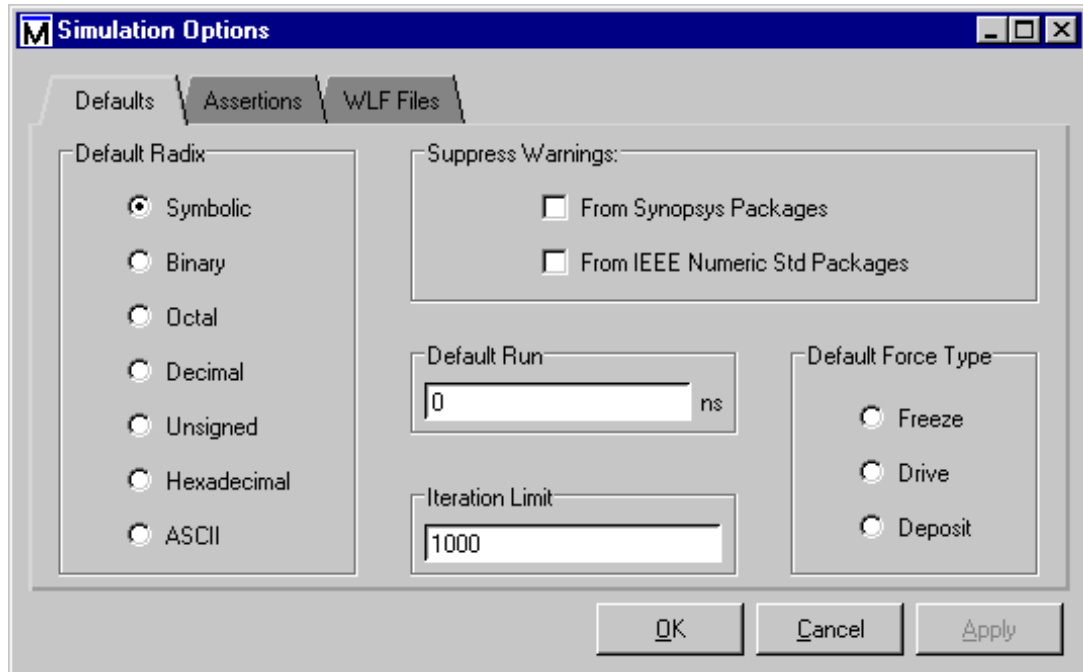 Simulation Options
Defaults
Assertions
WLF Files
Default Radix
Symbolic
Binary
Octal
Decimal
Unsigned
Hexadecimal
ASCII
Suppress Warnings:
From Synopsys Packages
From IEEE Numeric Std Packages
Default Run
0 ns
Iteration Limit
1000
Default Force Type
Freeze
Drive
Deposit
OK
Cancel
Apply